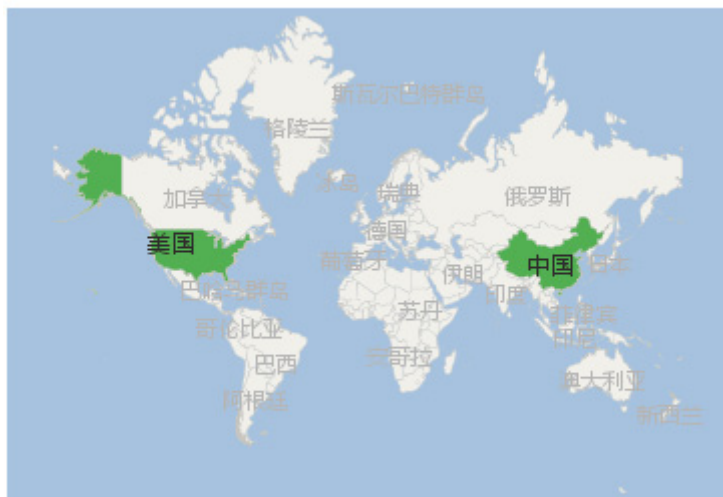 斯瓦尔巴特群岛
格陵兰
冰岛
瑞典
加拿大
俄罗斯
德国
美国
葡萄牙
中国
日本
伊朗
巴哈马群岛
印度
苏丹
菲律宾
哥伦比亚
印尼
安哥拉
巴西
澳大利亚
阿根廷
新西兰